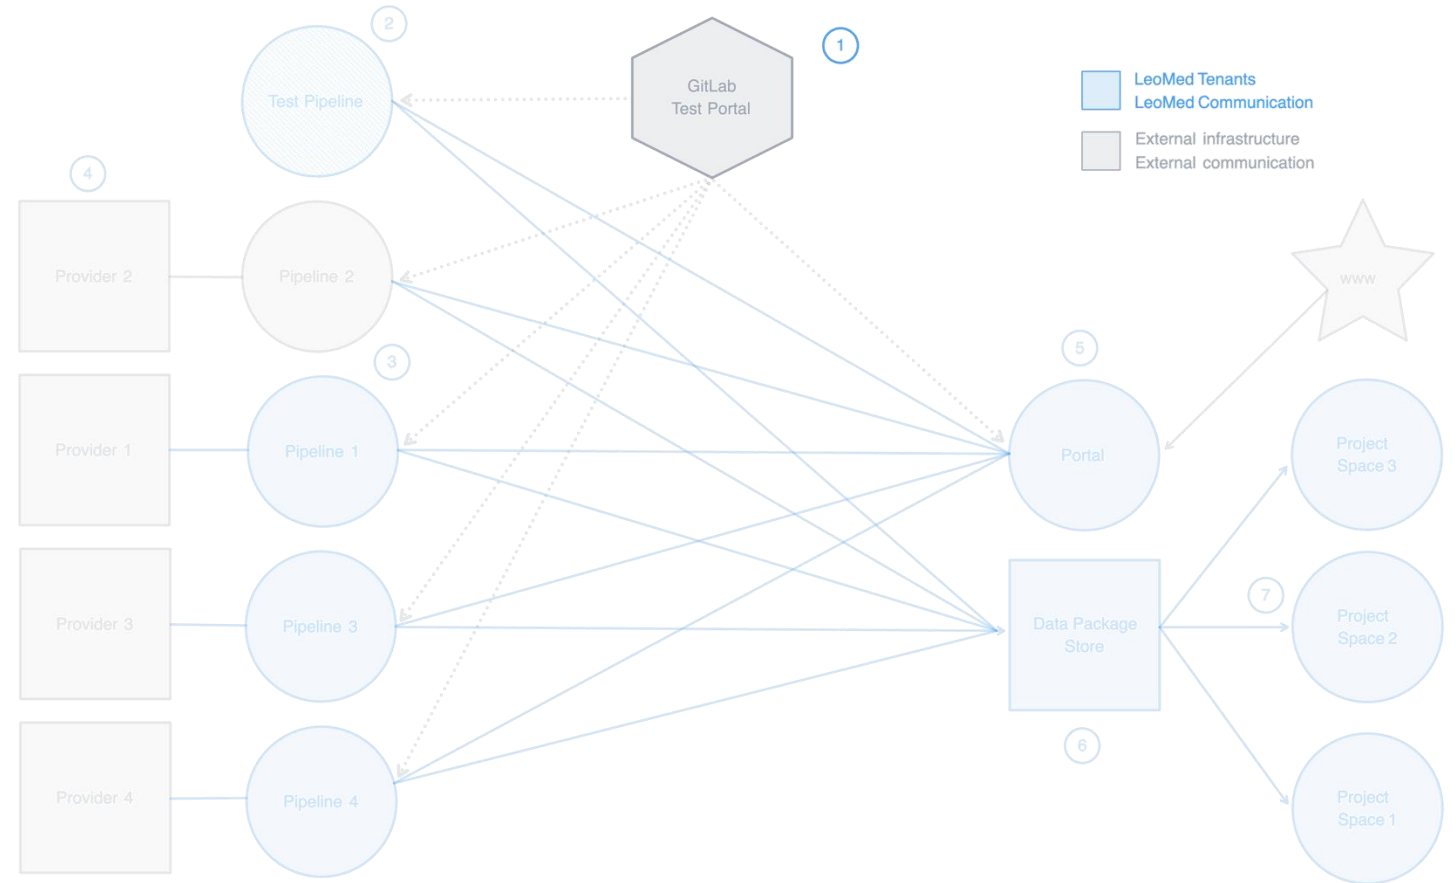 2
1
GitLab
Test Portal
Test Pipeline
LeoMed Tenants
LeoMed Communication
External infrastructure
External communication
4
Provider 2
Pipeline 2
www
3
5
Provider 1
Pipeline 1
Portal
Project
Space 3
7
Provider 3
Pipeline 3
Data Package
Store
Project
Space 2
6
Provider 4
Pipeline 4
Project
Space 1